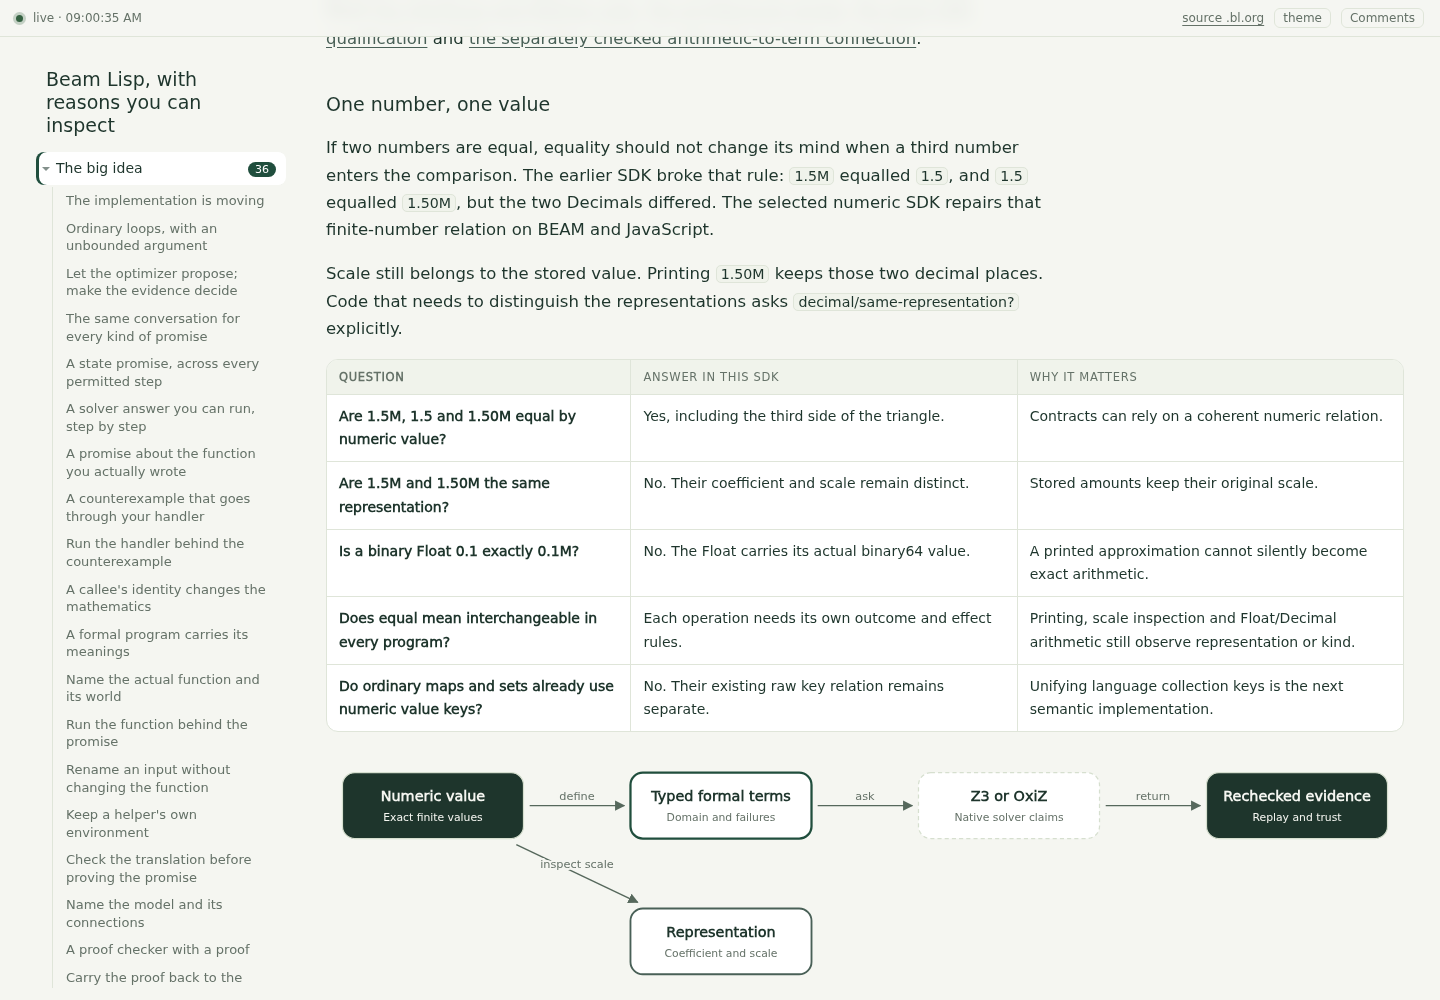 live · 09:00:35 AM
source .bl.org
theme
Comments
Beam Lisp, with
reasons you can
inspect
The big idea
36
The implementation is moving
Ordinary loops, with an
unbounded argument
Let the optimizer propose;
make the evidence decide
The same conversation for
every kind of promise
A state promise, across every
permitted step
A solver answer you can run,
step by step
A promise about the function
you actually wrote
A counterexample that goes
through your handler
Run the handler behind the
counterexample
A callee's identity changes the
mathematics
A formal program carries its
meanings
Name the actual function and
its world
Run the function behind the
promise
Rename an input without
changing the function
Keep a helper's own
environment
Check the translation before
proving the promise
Name the model and its
connections
A proof checker with a proof
Carry the proof back to the
qualification and the separately checked arithmetic-to-term connection.
One number, one value
If two numbers are equal, equality should not change its mind when a third number
enters the comparison. The earlier SDK broke that rule: 1.5M equalled 1.5, and 1.5
equalled 1.50M, but the two Decimals differed. The selected numeric SDK repairs that
finite-number relation on BEAM and JavaScript.
Scale still belongs to the stored value. Printing 1.50M keeps those two decimal places.
Code that needs to distinguish the representations asks decimal/same-representation?
explicitly.
QUESTION
ANSWER IN THIS SDK
WHY IT MATTERS
Are 1.5M, 1.5 and 1.50M equal by
numeric value?
Yes, including the third side of the triangle.
Contracts can rely on a coherent numeric relation.
Are 1.5M and 1.50M the same
representation?
No. Their coefficient and scale remain distinct.
Stored amounts keep their original scale.
Is a binary Float 0.1 exactly 0.1M?
No. The Float carries its actual binary64 value.
A printed approximation cannot silently become
exact arithmetic.
Does equal mean interchangeable in
every program?
Each operation needs its own outcome and effect
rules.
Printing, scale inspection and Float/Decimal
arithmetic still observe representation or kind.
Do ordinary maps and sets already use
numeric value keys?
No. Their existing raw key relation remains
separate.
Unifying language collection keys is the next
semantic implementation.
Numeric value
Exact finite values
define
Typed formal terms
Domain and failures
ask
Z3 or OxiZ
Native solver claims
return
Rechecked evidence
Replay and trust
inspect scale
Representation
Coefficient and scale